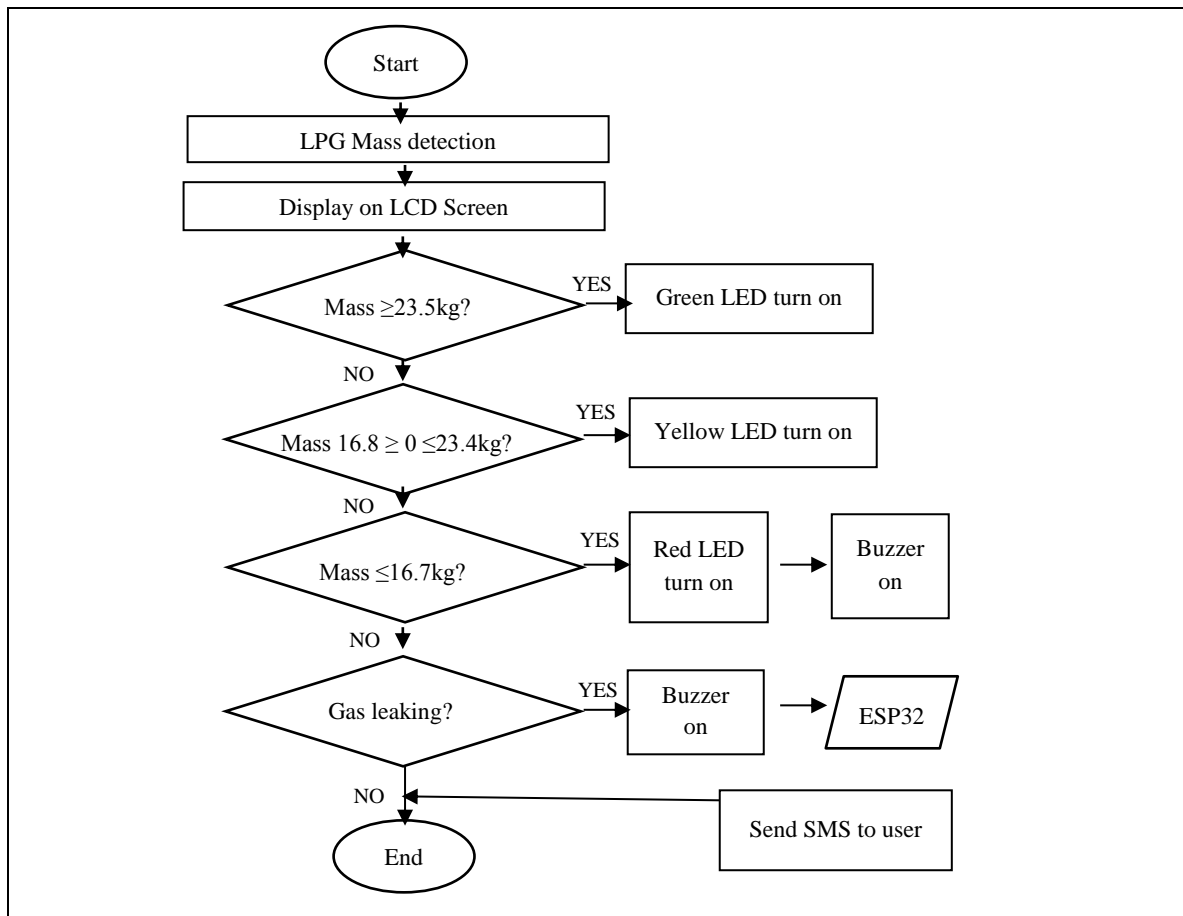 Start
LPG Mass detection
Display on LCD Screen
Mass ≥23.5kg?
YES
Green LED turn on
NO
Mass 16.8 ≥ 0 ≤23.4kg?
YES
Yellow LED turn on
NO
Mass ≤16.7kg?
YES
Red LED
turn on
Buzzer
on
NO
Gas leaking?
YES
Buzzer
on
ESP32
NO
Send SMS to user
End